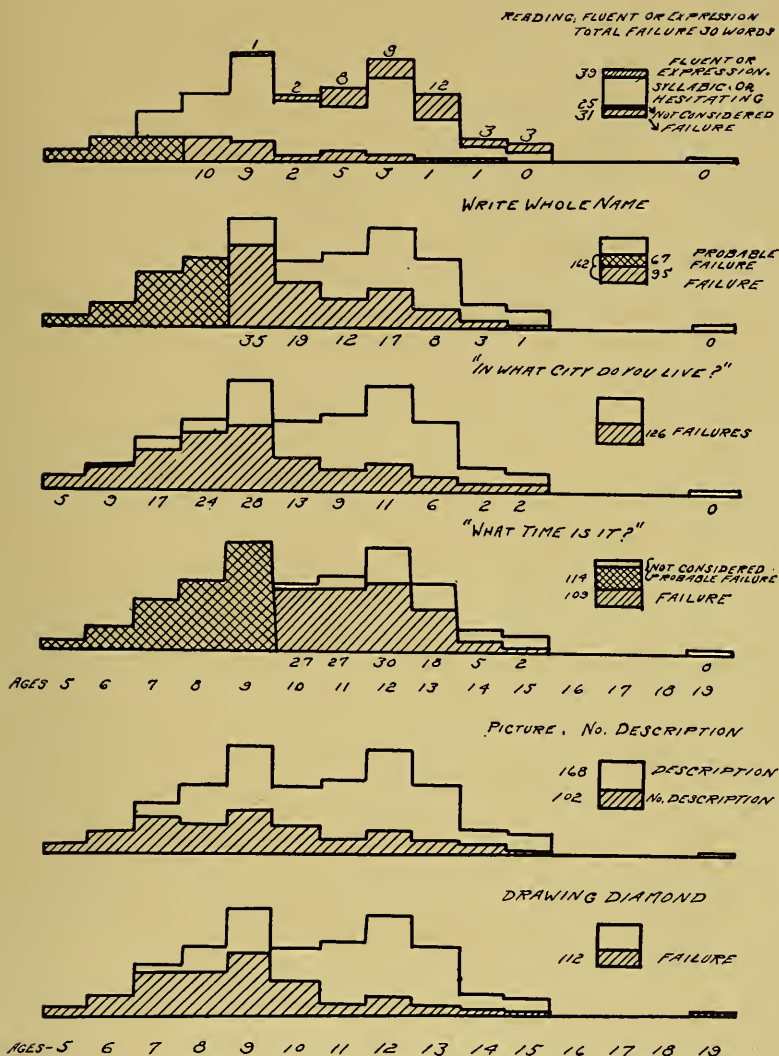 READING, FLUENT OR EXPRESSION
TOTAL FAILURE 30 WORDS
1
2
8
9
12
3
3
39
FLUENT OR
EXPRESSION.
SYLLABIC, OR
HESITATING
25
NOT CONSIDERED
31
FAILURE
10 9 2 5 3 1 1 0 0
WRITE WHOLE NAME
162
67
PROBABLE
FAILURE
95
FAILURE
35 19 12 17 8 3 1 0
"IN WHAT CITY DO YOU LIVE?"
126 FAILURES
5 9 17 24 28 13 9 11 6 2 2 0
"WHAT TIME IS IT?"
NOT CONSIDERED
114
PROBABLE FAILURE
109
FAILURE
27 27 30 18 5 2 0
AGES 5 6 7 8 9 10 11 12 13 14 15 16 17 18 19
PICTURE. NO. DESCRIPTION
168 DESCRIPTION
102 NO. DESCRIPTION
DRAWING DIAMOND
112 FAILURE
AGES-5 6 7 8 9 10 11 12 13 14 15 16 17 18 19